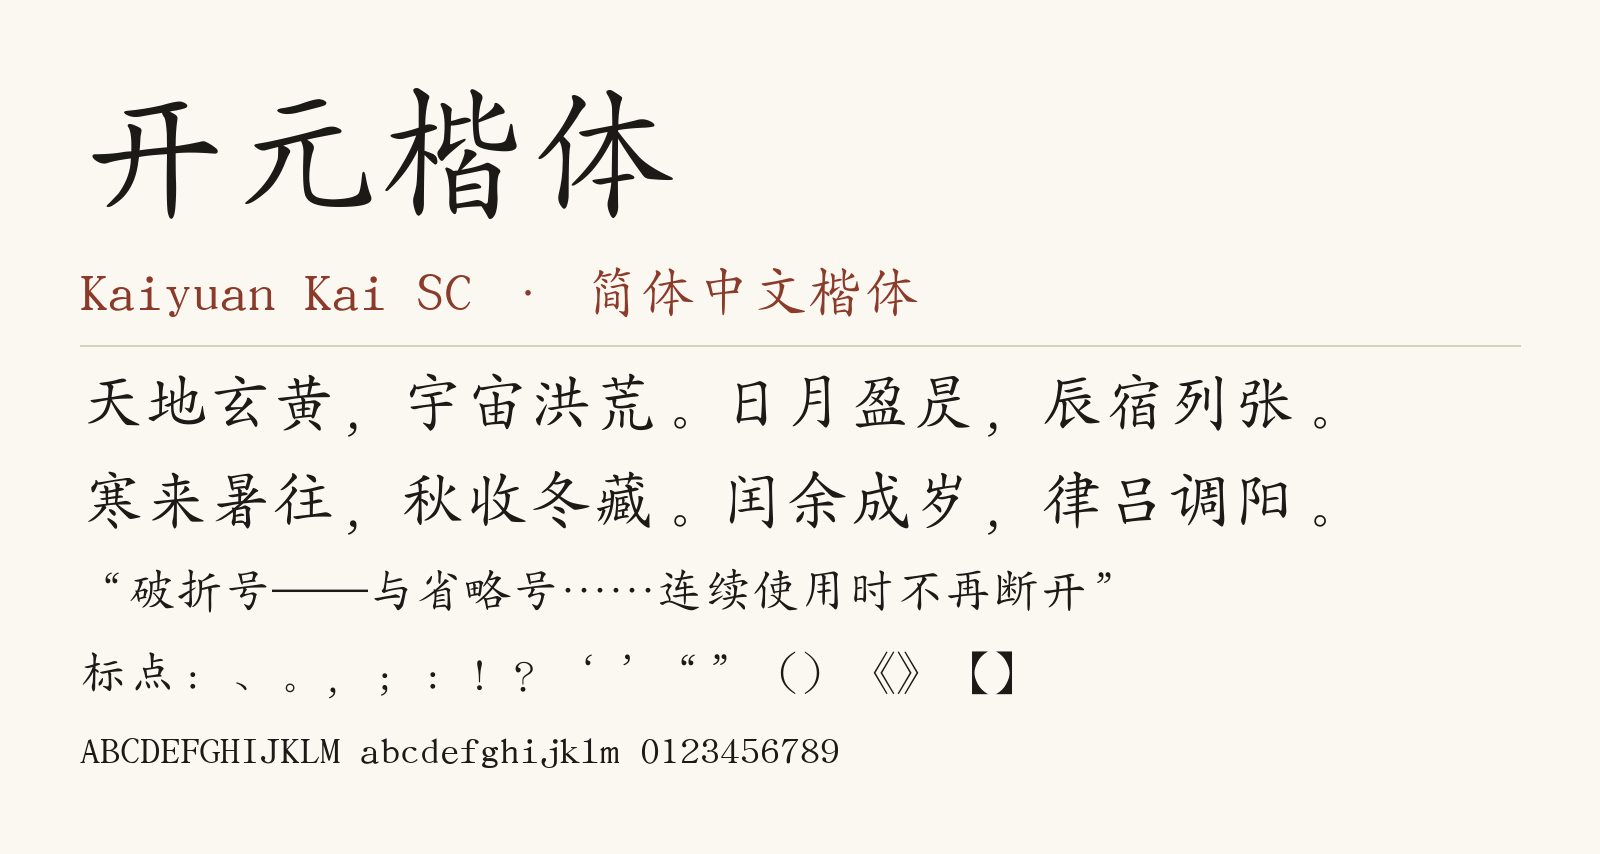 开元楷体
Kaiyuan Kai SC · 简体中文楷体
天地玄黄，宇宙洪荒。日月盈昃，辰宿列张。
寒来暑往，秋收冬藏。闰余成岁，律吕调阳。
“破折号——与省略号……连续使用时不再断开”
标点：、。，；：！？‘’“”（）《》【】
ABCDEFGHIJKLM abcdefghijklm 0123456789